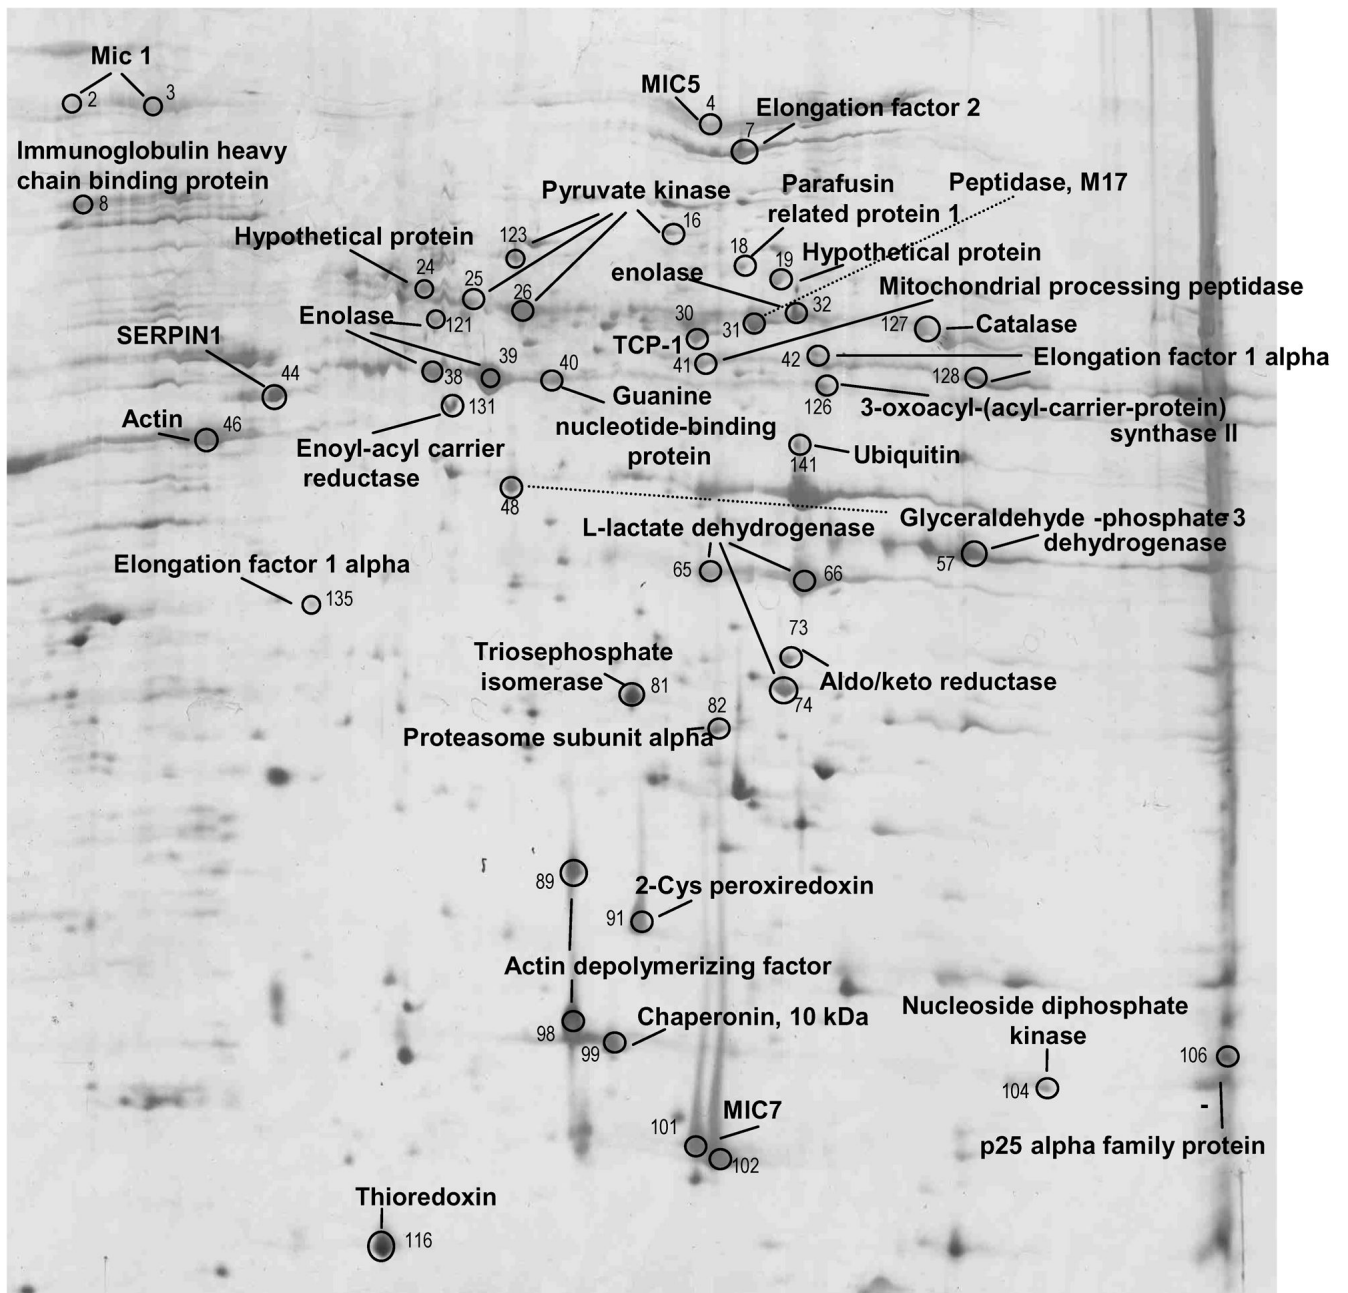 Mic 1
2
3
MIC5
4
Elongation factor 2
7
Immunoglobulin heavy
chain binding protein
8
Pyruvate kinase
16
Parafusin
related protein 1
Peptidase, M17
Hypothetical protein
123
18
19
Hypothetical protein
24
25
26
enolase
Mitochondrial processing peptidase
Enolase
121
30
31
32
127
Catalase
SERPIN1
TCP-1
41
42
Elongation factor 1 alpha
44
38
39
40
128
126
3-oxoacyl-(acyl-carrier-protein)
synthase II
Actin
46
131
Guanine
nucleotide-binding
protein
Enoyl-acyl carrier
reductase
141
Ubiquitin
48
L-lactate dehydrogenase
Glyceraldehyde -phosphate 3
dehydrogenase
57
Elongation factor 1 alpha
135
65
66
73
Triosephosphate
isomerase
81
Aldo/keto reductase
74
82
Proteasome subunit alpha
89
2-Cys peroxiredoxin
91
Actin depolymerizing factor
98
Chaperonin, 10 kDa
99
Nucleoside diphosphate
kinase
104
106
-
p25 alpha family protein
101
MIC7
102
Thioredoxin
116